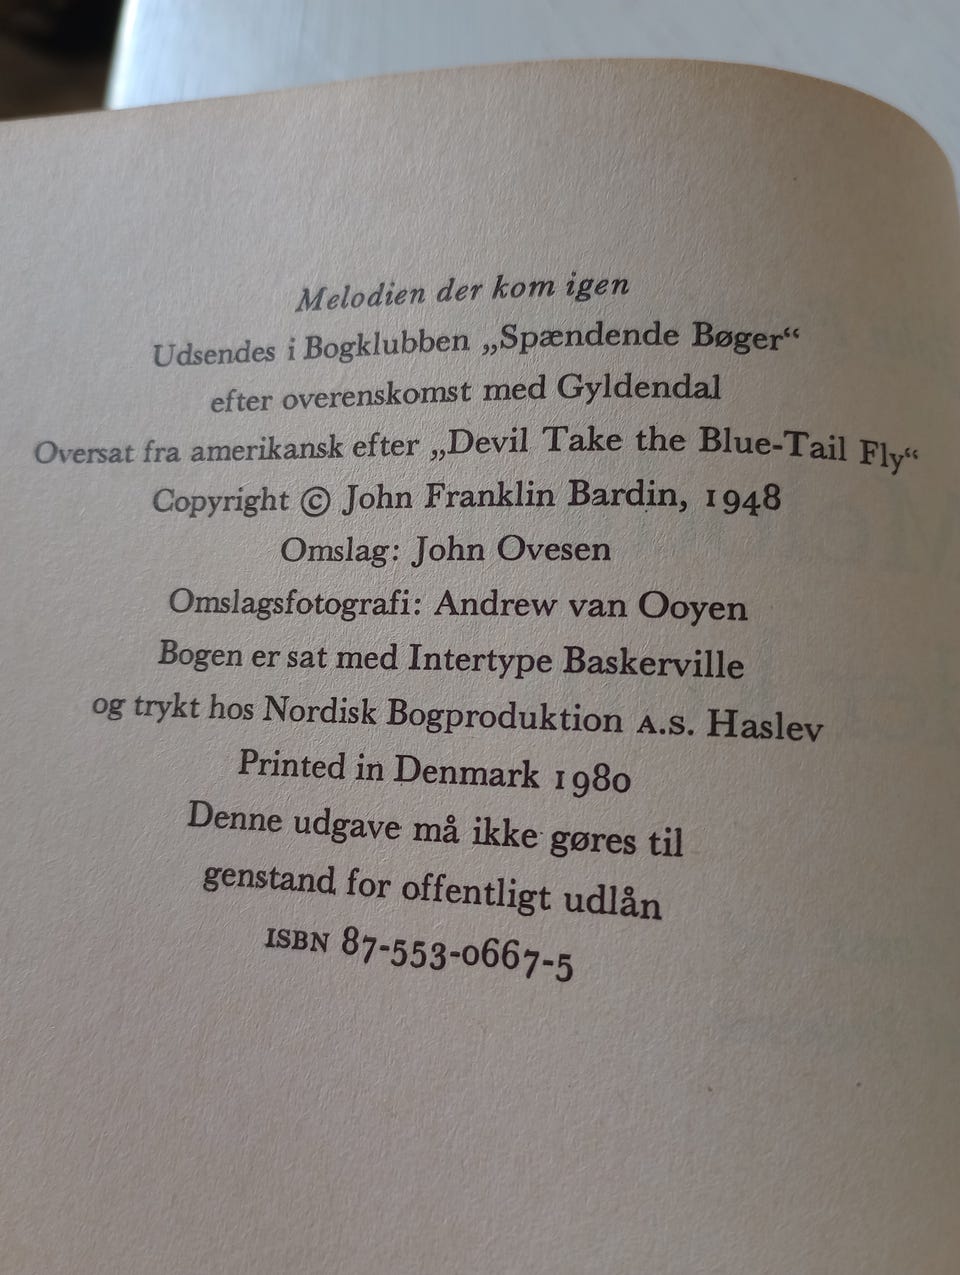 Melodien der kom igen
Udsendes i Bogklubben „Spændende Bøger“
efter overenskomst med Gyldendal
Oversat fra amerikansk efter „Devil Take the Blue-Tail Fly“
Copyright © John Franklin Bardin, 1948
Omslag: John Ovesen
Omslagsfotografi: Andrew van Ooyen
Bogen er sat med Intertype Baskerville
og trykt hos Nordisk Bogproduktion A.S. Haslev
Printed in Denmark 1980
Denne udgave må ikke gøres til
genstand for offentligt udlån
ISBN 87-553-0667-5